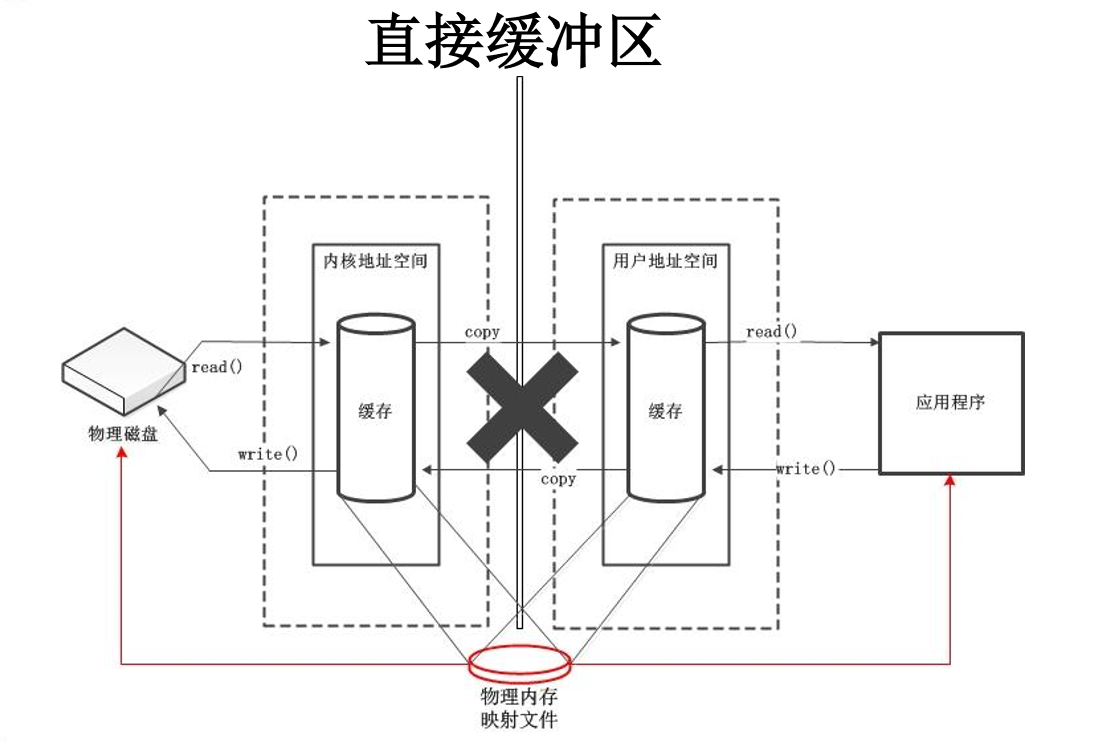 直接缓冲区
内核地址空间
用户地址空间
copy
read()
read()
缓存
缓存
应用程序
物理磁盘
write()
copy
write()
物理内存
映射文件